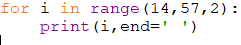 for i in range(14,57,2):
    print(i,end=' ')